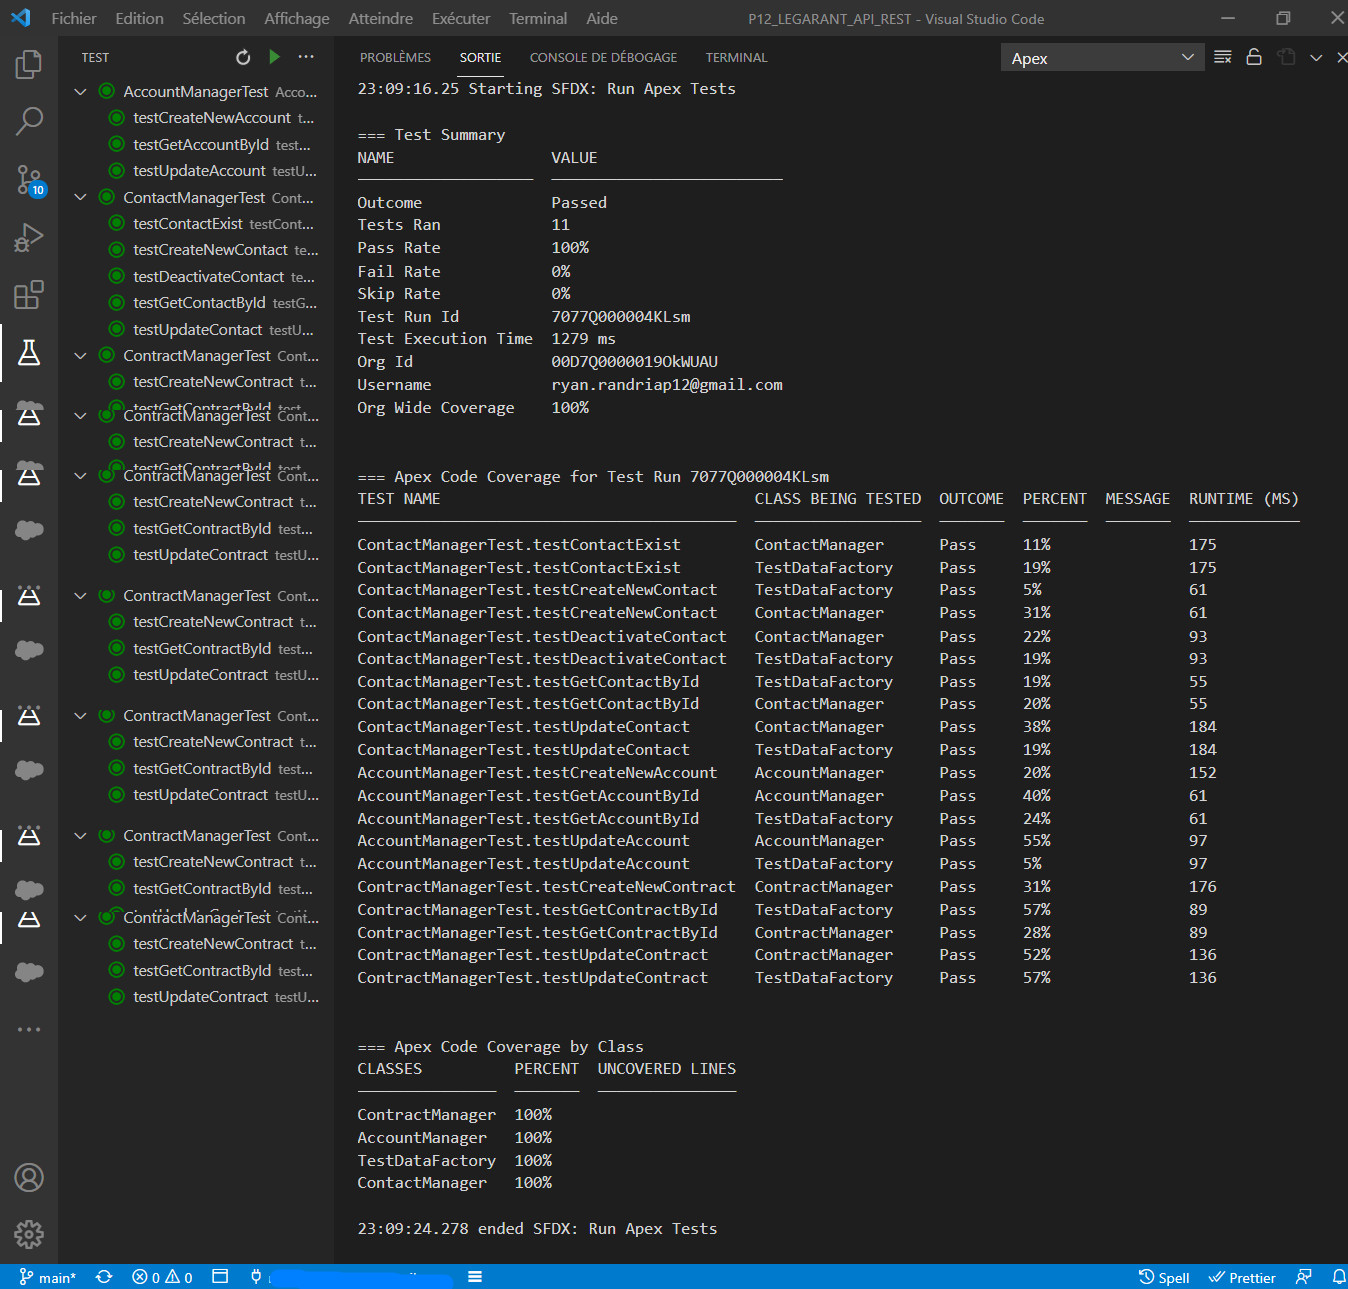 Fichier Edition Sélection Affichage Atteindre Exécuter Terminal Aide P12_LEGARANT_API_REST - Visual Studio Code
TEST
10
AccountManagerTest Acco...
testCreateNewAccount t...
testGetAccountById test...
testUpdateAccount testU...
ContactManagerTest Cont...
testContactExist testCont...
testCreateNewContact te...
testDeactivateContact te...
testGetContactById testG...
testUpdateContact testU...
ContractManagerTest Cont...
testCreateNewContract t...
testGetContractById test...
ContractManagerTest Cont...
testCreateNewContract t...
testGetContractById test...
ContractManagerTest Cont...
testCreateNewContract t...
testGetContractById test...
testUpdateContract testU...
ContractManagerTest Cont...
testCreateNewContract t...
testGetContractById test...
testUpdateContract testU...
ContractManagerTest Cont...
testCreateNewContract t...
testGetContractById test...
testUpdateContract testU...
ContractManagerTest Cont...
testCreateNewContract t...
testGetContractById test...
ContractManagerTest Cont...
testCreateNewContract t...
testGetContractById test...
testUpdateContract testU...
PROBLÈMES SORTIE CONSOLE DE DÉBOGAGE TERMINAL Apex
23:09:16.25 Starting SFDX: Run Apex Tests
=== Test Summary
NAME VALUE
Outcome Passed
Tests Ran 11
Pass Rate 100%
Fail Rate 0%
Skip Rate 0%
Test Run Id 7077Q000004KLsm
Test Execution Time 1279 ms
Org Id 00D7Q0000019OkWUAU
Username ryan.randriap12@gmail.com
Org Wide Coverage 100%
=== Apex Code Coverage for Test Run 7077Q000004KLsm
TEST NAME CLASS BEING TESTED OUTCOME PERCENT MESSAGE RUNTIME (MS)
ContactManagerTest.testContactExist ContactManager Pass 11% 175
ContactManagerTest.testContactExist TestDataFactory Pass 19% 175
ContactManagerTest.testCreateNewContact TestDataFactory Pass 5% 61
ContactManagerTest.testCreateNewContact ContactManager Pass 31% 61
ContactManagerTest.testDeactivateContact ContactManager Pass 22% 93
ContactManagerTest.testDeactivateContact TestDataFactory Pass 19% 93
ContactManagerTest.testGetContactById TestDataFactory Pass 19% 55
ContactManagerTest.testGetContactById ContactManager Pass 20% 55
ContactManagerTest.testUpdateContact ContactManager Pass 38% 184
ContactManagerTest.testUpdateContact TestDataFactory Pass 19% 184
AccountManagerTest.testCreateNewAccount AccountManager Pass 20% 152
AccountManagerTest.testGetAccountById AccountManager Pass 40% 61
AccountManagerTest.testGetAccountById TestDataFactory Pass 24% 61
AccountManagerTest.testUpdateAccount AccountManager Pass 55% 97
AccountManagerTest.testUpdateAccount TestDataFactory Pass 5% 97
ContractManagerTest.testCreateNewContract ContractManager Pass 31% 176
ContractManagerTest.testGetContractById TestDataFactory Pass 57% 89
ContractManagerTest.testGetContractById ContractManager Pass 28% 89
ContractManagerTest.testUpdateContract ContractManager Pass 52% 136
ContractManagerTest.testUpdateContract TestDataFactory Pass 57% 136
=== Apex Code Coverage by Class
CLASSES PERCENT UNCOVERED LINES
ContractManager 100%
AccountManager 100%
TestDataFactory 100%
ContactManager 100%
23:09:24.278 ended SFDX: Run Apex Tests
main* 0 0 Spell Prettier